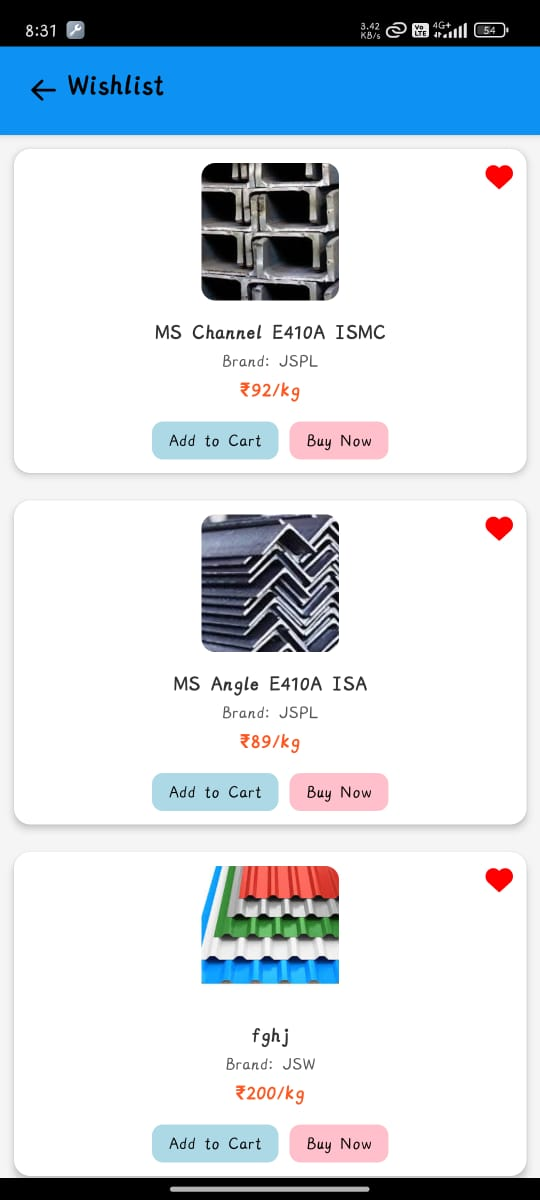 8:31
3.42
KB/s
Vo
LTE
4G+
54
Wishlist
MS Channel E410A ISMC
Brand: JSPL
₹92/kg
Add to Cart
Buy Now
MS Angle E410A ISA
Brand: JSPL
₹89/kg
Add to Cart
Buy Now
fghj
Brand: JSW
₹200/kg
Add to Cart
Buy Now